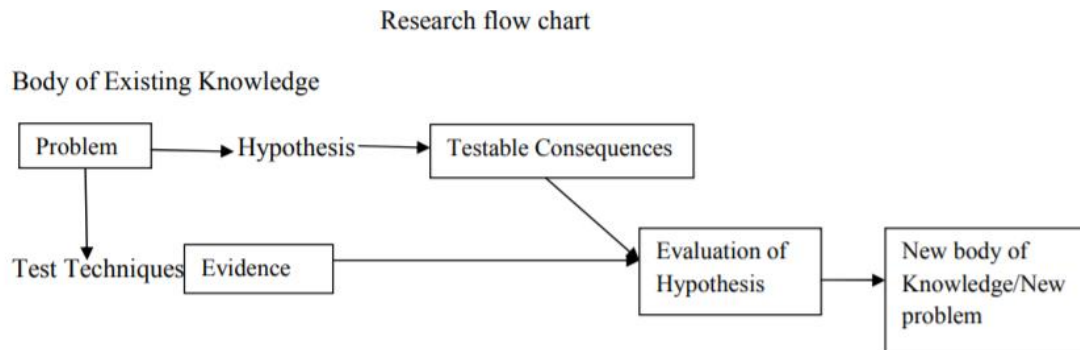 Research flow chart
Body of Existing Knowledge
Problem
Hypothesis
Testable Consequences
Test Techniques
Evidence
Evaluation of
Hypothesis
New body of
Knowledge/New
problem